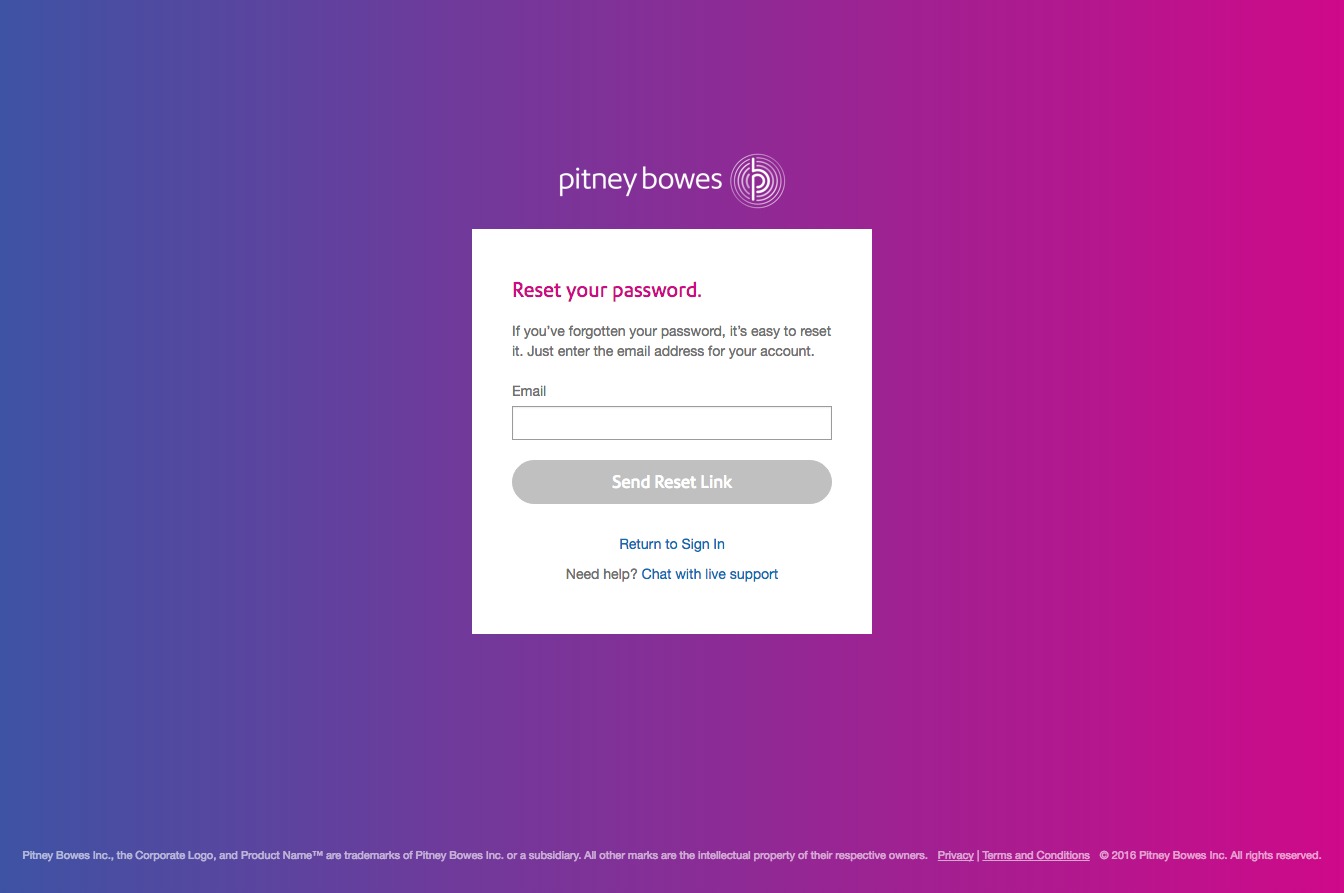 pitney bowes
Reset your password.
If you’ve forgotten your password, it’s easy to reset
it. Just enter the email address for your account.
Email
Send Reset Link
Return to Sign In
Need help? Chat with live support
Pitney Bowes Inc., the Corporate Logo, and Product Name™ are trademarks of Pitney Bowes Inc. or a subsidiary. All other marks are the intellectual property of their respective owners. Privacy | Terms and Conditions © 2016 Pitney Bowes Inc. All rights reserved.